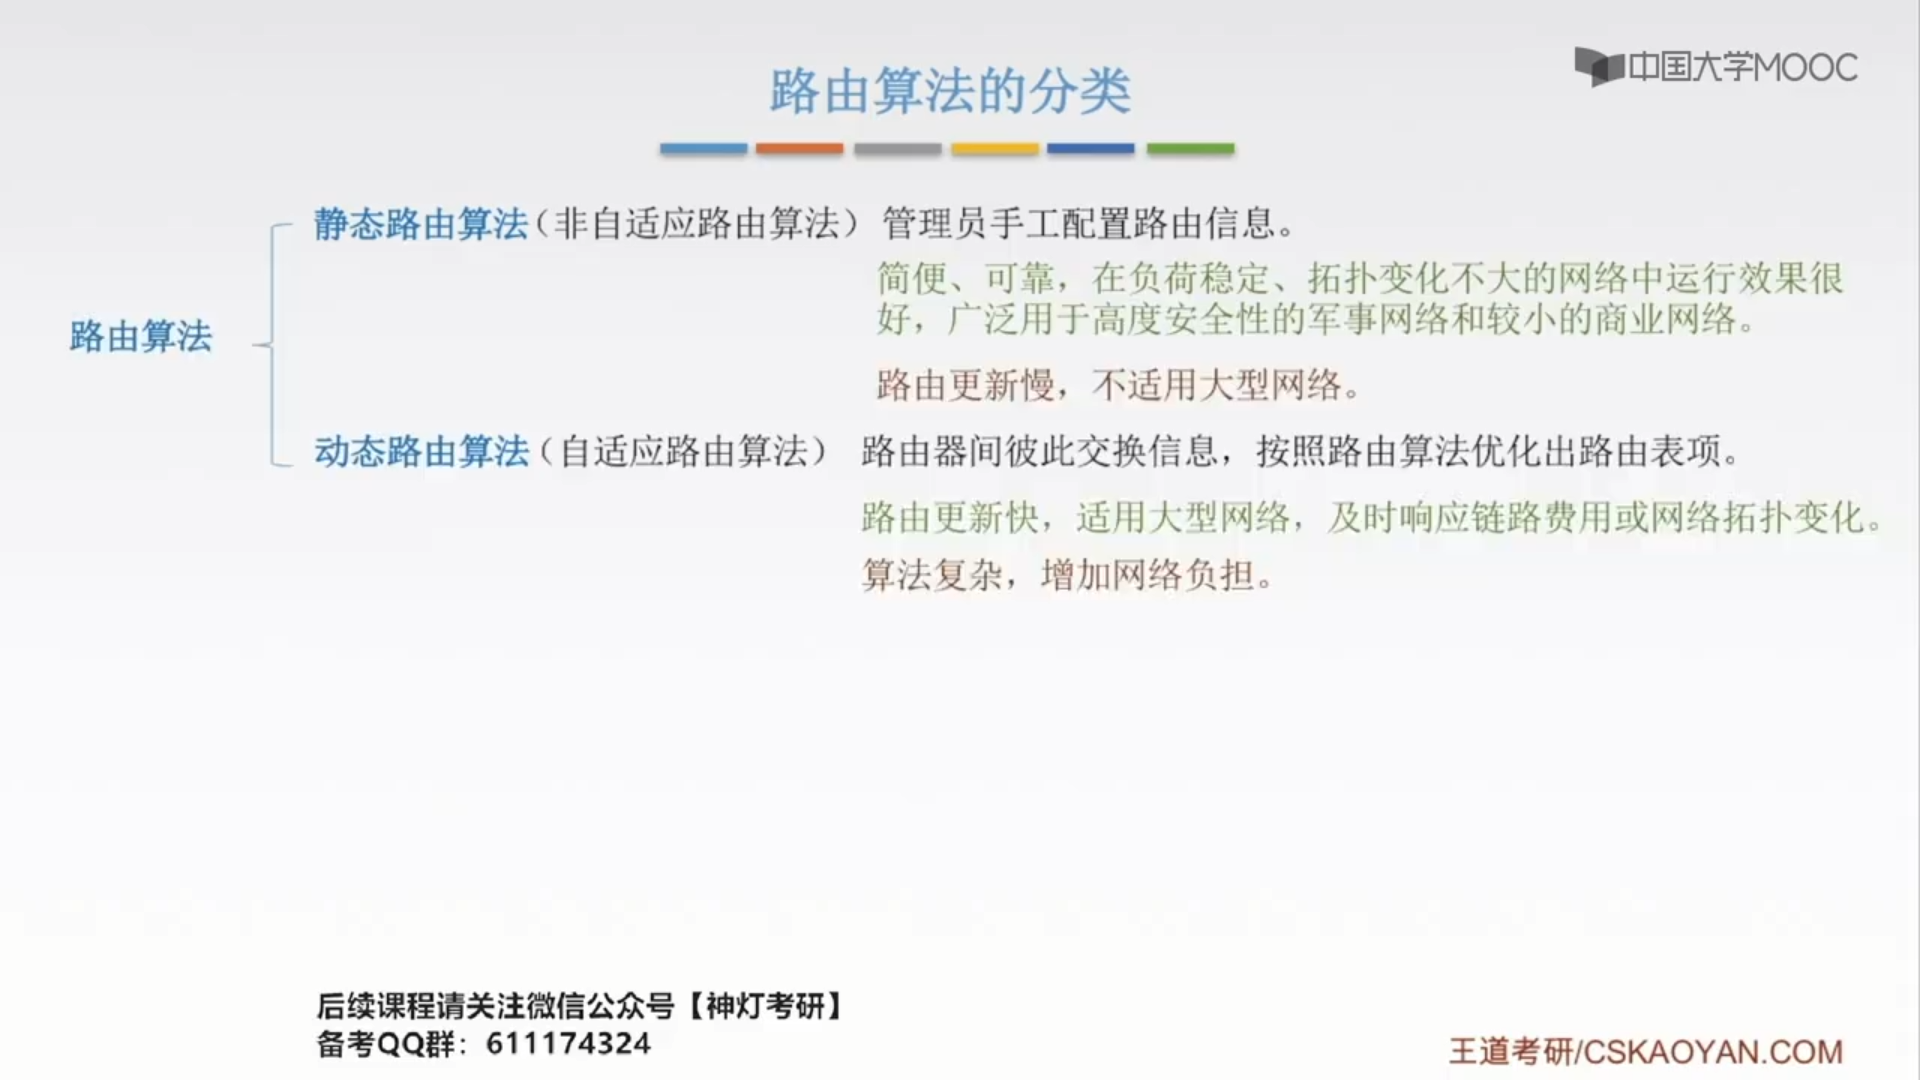 中国大学MOOC
路由算法的分类
静态路由算法（非自适应路由算法） 管理员手工配置路由信息。
简便、可靠，在负荷稳定、拓扑变化不大的网络中运行效果很
好，广泛用于高度安全性的军事网络和较小的商业网络。
路由算法
路由更新慢，不适用大型网络。
动态路由算法（自适应路由算法） 路由器间彼此交换信息，按照路由算法优化出路由表项。
路由更新快，适用大型网络，及时响应链路费用或网络拓扑变化。
算法复杂，增加网络负担。
后续课程请关注微信公众号【神灯考研】
备考QQ群：611174324
王道考研/CSKAOYAN.COM